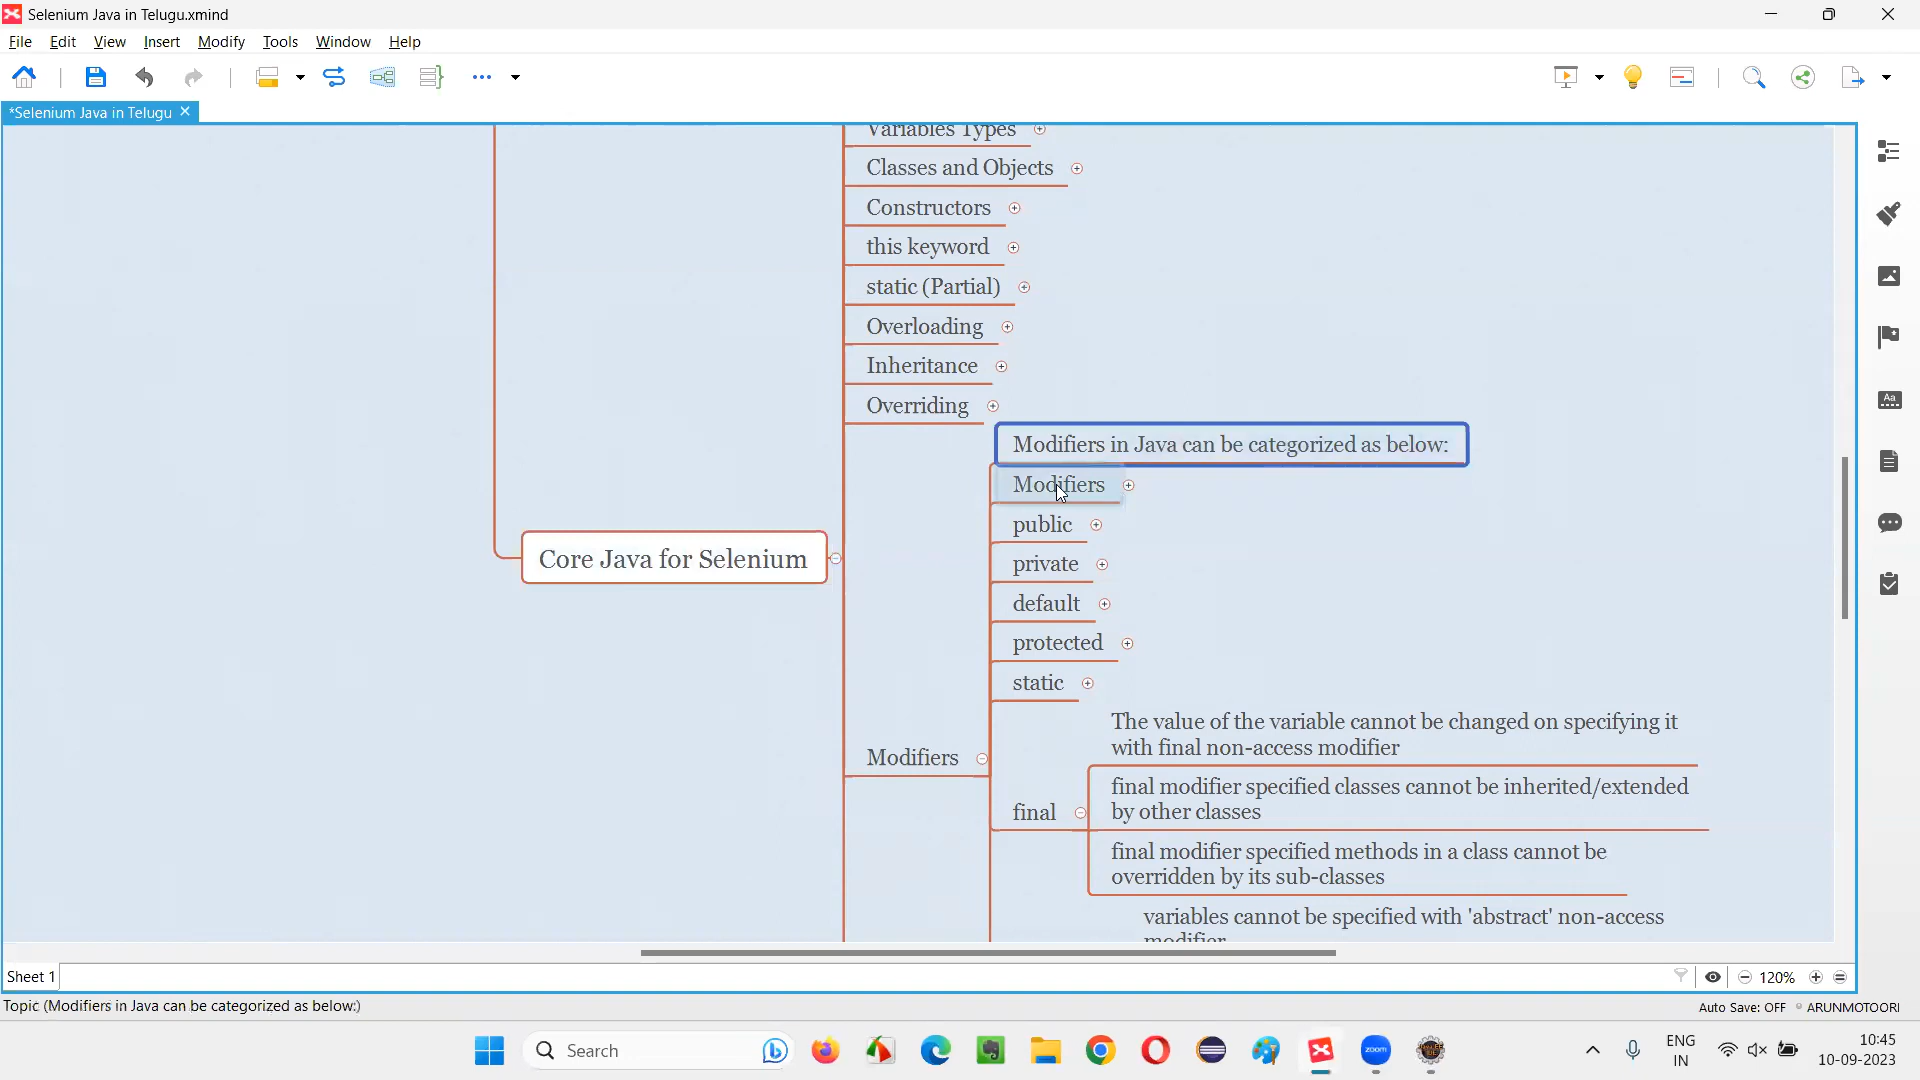 Selenium Java in Telugu.xmind
File Edit View Insert Modify Tools Window Help
*Selenium Java in Telugu
Variables Types
Classes and Objects
Constructors
this keyword
static (Partial)
Overloading
Inheritance
Overriding
Modifiers in Java can be categorized as below:
Modifiers
public
Core Java for Selenium
private
default
protected
static
Modifiers
The value of the variable cannot be changed on specifying it
with final non-access modifier
final modifier specified classes cannot be inherited/extended
by other classes
final
final modifier specified methods in a class cannot be
overridden by its sub-classes
variables cannot be specified with 'abstract' non-access
modifier
Sheet 1
120%
Topic (Modifiers in Java can be categorized as below:)
Auto Save: OFF ARUNMOTOORI
Search
zoom
ENG
IN
10:45
10-09-2023